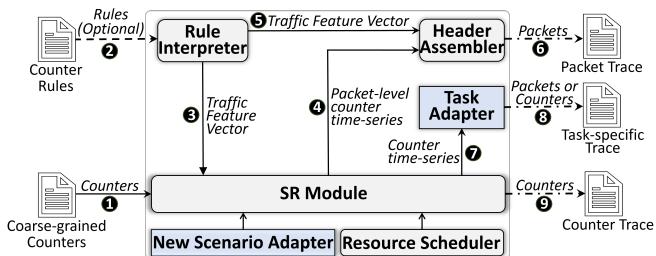 Rules
(Optional)
❷
Counter
Rules
Rule
Interpreter
❺ Traffic Feature Vector
Header
Assembler
Packets
❻
Packet Trace
❸
Traffic
Feature
Vector
❹
Packet-level
counter
time-series
Task
Adapter
Packets or
Counters
❽
Task-specific
Trace
Counter
time-series
❼
Counters
❶
Coarse-grained
Counters
SR Module
Counters
❾
Counter Trace
New Scenario Adapter
Resource Scheduler